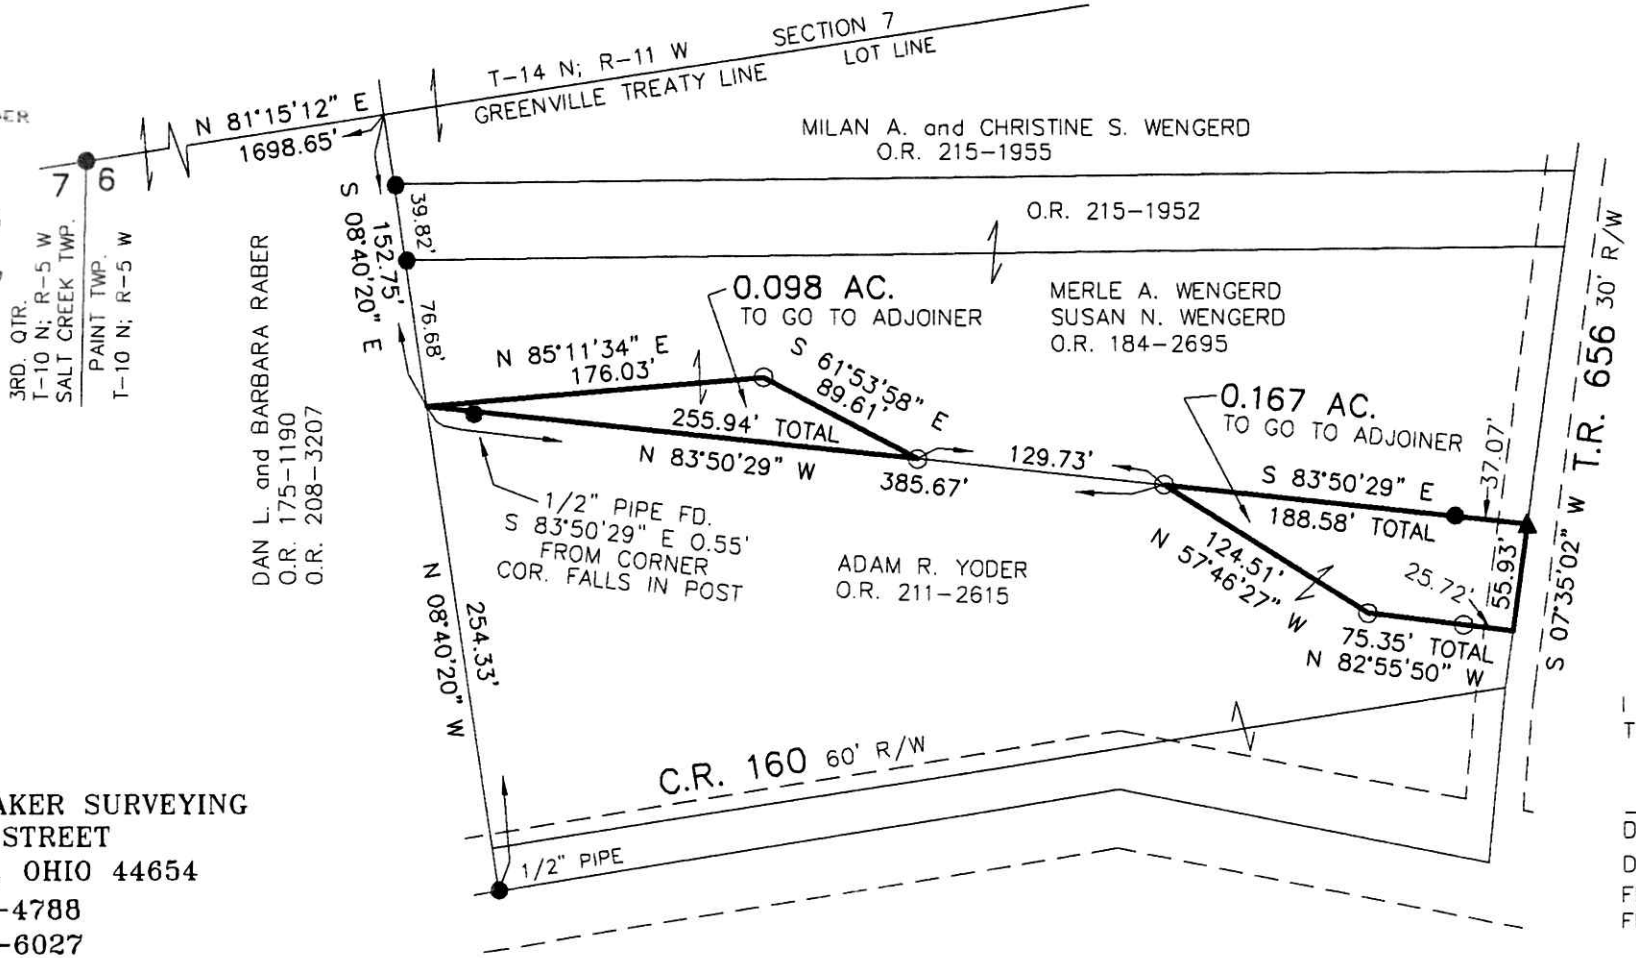 SECTION 7
T-14 N; R-11 W
LOT LINE
GREENVILLE TREATY LINE
N 81°15'12" E
1698.65'
7 6
3RD. QTR.
T-10 N; R-5 W
SALT CREEK TWP.
PAINT TWP.
T-10 N; R-5 W
MILAN A. and CHRISTINE S. WENGERD
O.R. 215-1955
O.R. 215-1952
39.82'
152.75'
S 08°40'20" E
76.68'
DAN L. and BARBARA RABER
O.R. 175-1190
O.R. 208-3207
0.098 AC.
TO GO TO ADJOINER
MERLE A. WENGERD
SUSAN N. WENGERD
O.R. 184-2695
N 85°11'34" E
176.03'
S 61°53'58" E
89.61'
255.94' TOTAL
N 83°50'29" W
385.67'
129.73'
0.167 AC.
TO GO TO ADJOINER
S 83°50'29" E
188.58' TOTAL
37.07'
T.R. 656 30' R/W
S 07°35'02" W
55.93'
25.72'
124.51'
N 57°46'27" W
75.35' TOTAL
N 82°55'50" W
1/2" PIPE FD.
S 83°50'29" E 0.55'
FROM CORNER
COR. FALLS IN POST
ADAM R. YODER
O.R. 211-2615
254.33'
N 08°40'20" W
C.R. 160 60' R/W
1/2" PIPE
AKER SURVEYING
STREET
OHIO 44654
-4788
-6027